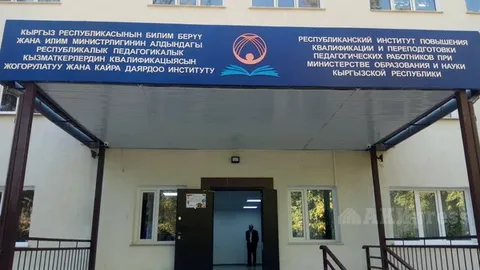 КЫРГЫЗ РЕСПУБЛИКАСЫНЫН БИЛИМ БЕРҮҮ
ЖАНА ИЛИМ МИНИСТРЛИГИНИН АЛДЫНДАГЫ
РЕСПУБЛИКАЛЫК ПЕДАГОГИКАЛЫК
КЫЗМАТКЕРЛЕРДИН КВАЛИФИКАЦИЯСЫН
ЖОГОРУЛАТУУ ЖАНА КАЙРА ДАЯРДОО ИНСТИТУТУ
РЕСПУБЛИКАНСКИЙ ИНСТИТУТ ПОВЫШЕНИЯ
КВАЛИФИКАЦИИ И ПЕРЕПОДГОТОВКИ
ПЕДАГОГИЧЕСКИХ РАБОТНИКОВ ПРИ
МИНИСТЕРСТВЕ ОБРАЗОВАНИЯ И НАУКИ
КЫРГЫЗСКОЙ РЕСПУБЛИКИ
AKIpress